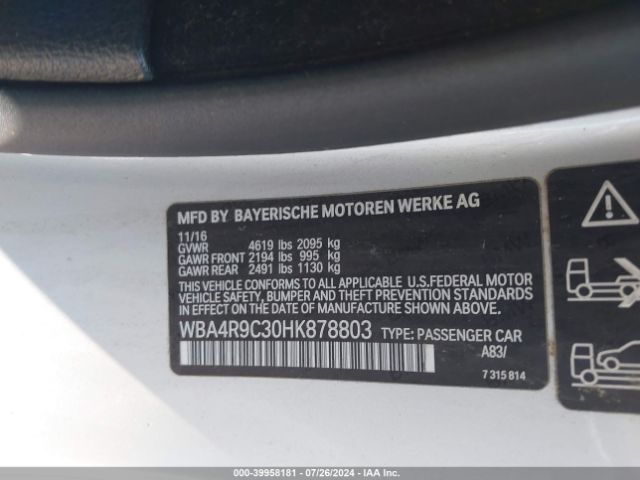 MFD BY BAYERISCHE MOTOREN WERKE AG
11/16
GVWR 4619 lbs 2095 kg
GAWR FRONT 2194 lbs 995 kg
GAWR REAR 2491 lbs 1130 kg
THIS VEHICLE CONFORMS TO ALL APPLICABLE U.S.FEDERAL MOTOR
VEHICLE SAFETY, BUMPER AND THEFT PREVENTION STANDARDS
IN EFFECT ON THE DATE OF MANUFACTURE SHOWN ABOVE.
WBA4R9C30HK878803 TYPE: PASSENGER CAR
A83/
7 315 814
© - 39958181 - 07/26/2024 - IAA Inc.